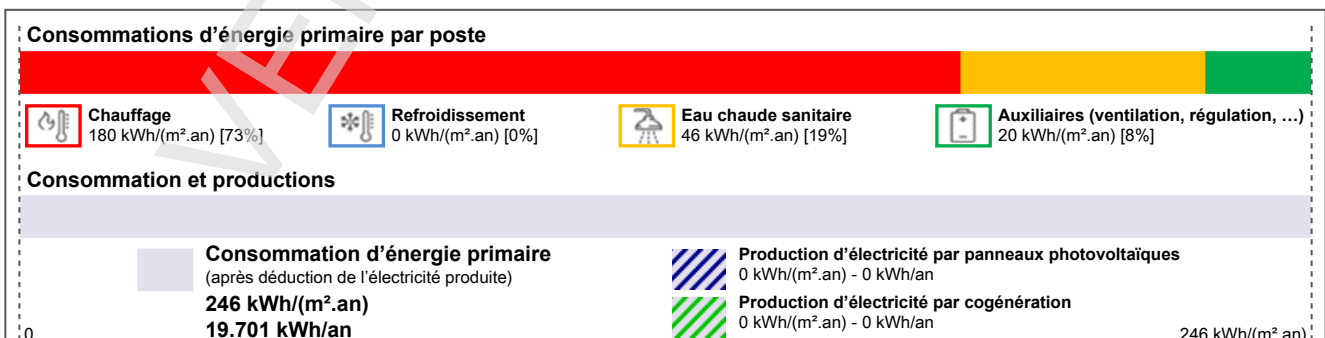 Consommations d'énergie primaire par poste
Chauffage
180 kWh/(m².an) [73%]
Refroidissement
0 kWh/(m².an) [0%]
Eau chaude sanitaire
46 kWh/(m².an) [19%]
Auxiliaires (ventilation, régulation, …)
20 kWh/(m².an) [8%]
Consommation et productions
Consommation d'énergie primaire
(après déduction de l'électricité produite)
246 kWh/(m².an)
19.701 kWh/an
Production d'électricité par panneaux photovoltaïques
0 kWh/(m².an) - 0 kWh/an
Production d'électricité par cogénération
0 kWh/(m².an) - 0 kWh/an
0
246 kWh/(m².an)